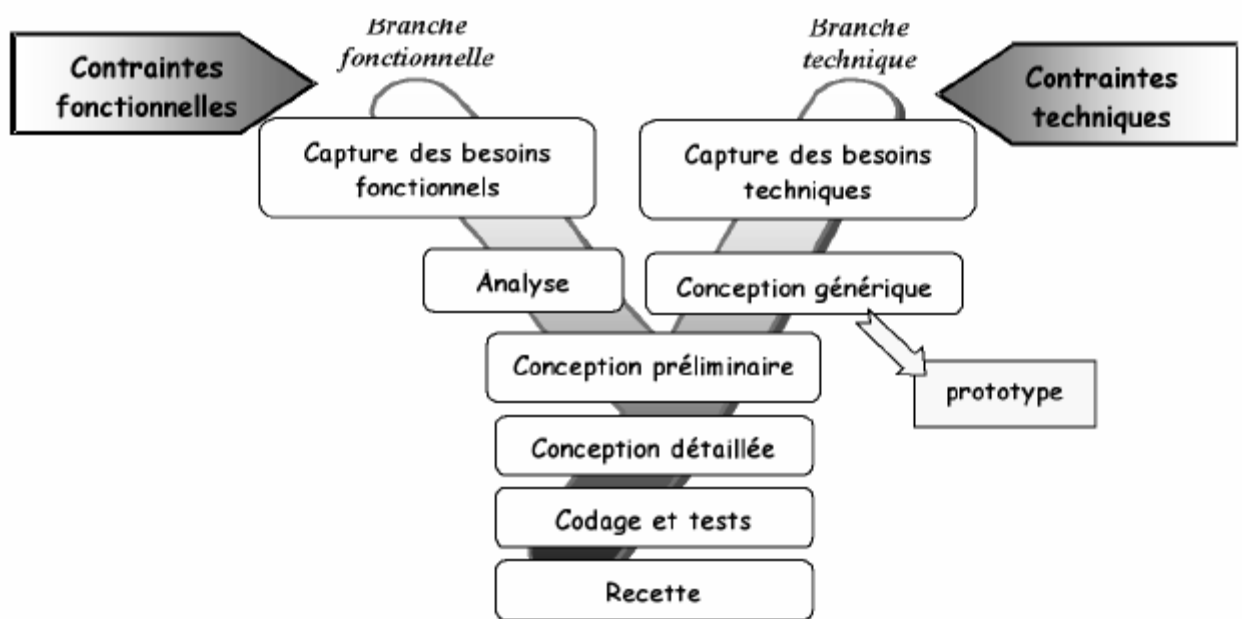 Branche
fonctionnelle
Branche
technique
Contraintes
fonctionnelles
Contraintes
techniques
Capture des besoins
fonctionnels
Capture des besoins
techniques
Analyse
Conception générique
Conception préliminaire
prototype
Conception détaillée
Codage et tests
Recette